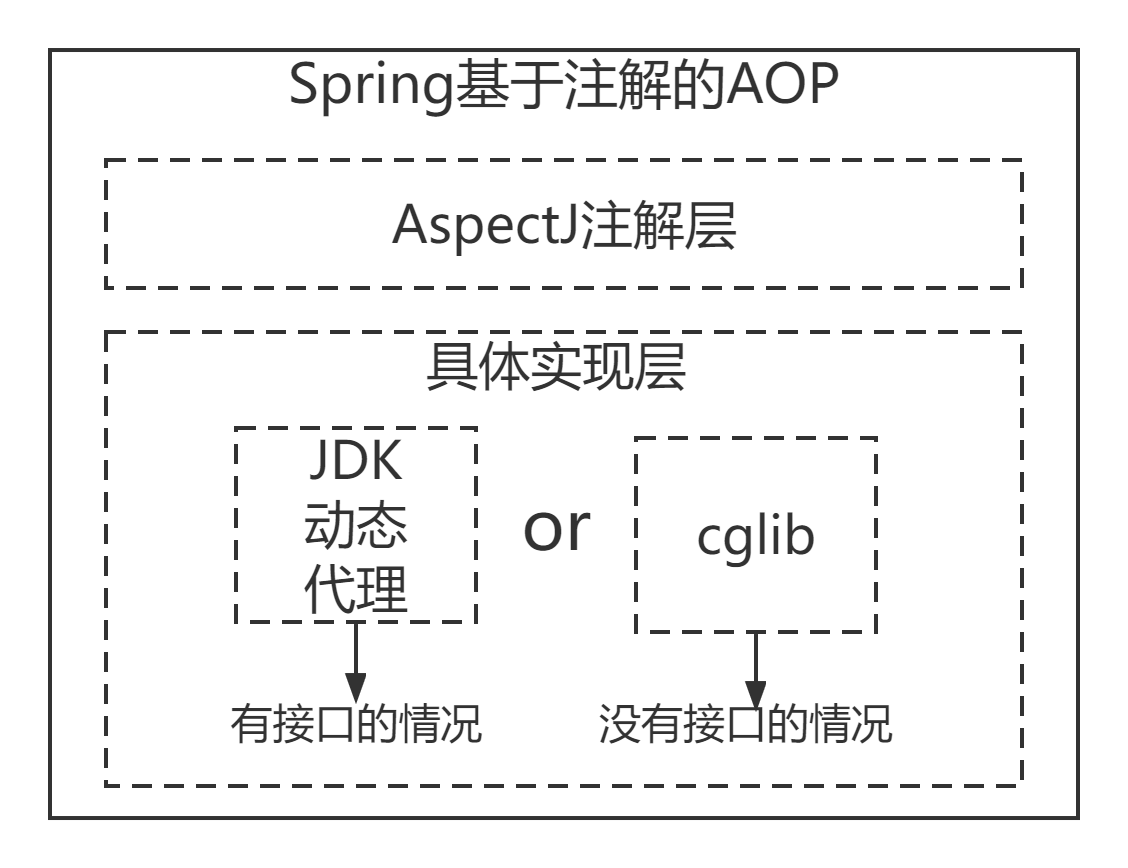 Spring基于注解的AOP
AspectJ注解层
具体实现层
JDK
动态
代理
or
cglib
有接口的情况
没有接口的情况